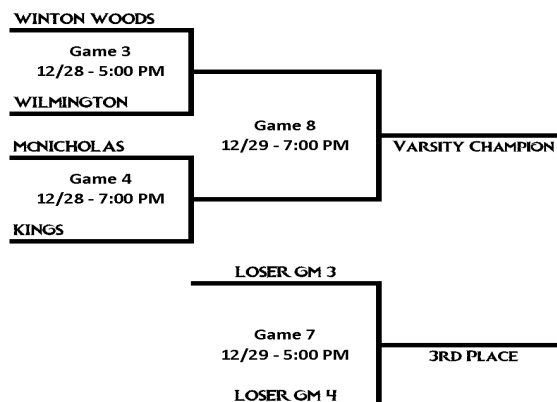 WINTON WOODS
Game 3
12/28 - 5:00 PM
WILMINGTON
Game 8
12/29 - 7:00 PM
VARSITY CHAMPION
MCNICHOLAS
Game 4
12/28 - 7:00 PM
KINGS
LOSER GM 3
Game 7
12/29 - 5:00 PM
3RD PLACE
LOSER GM 4